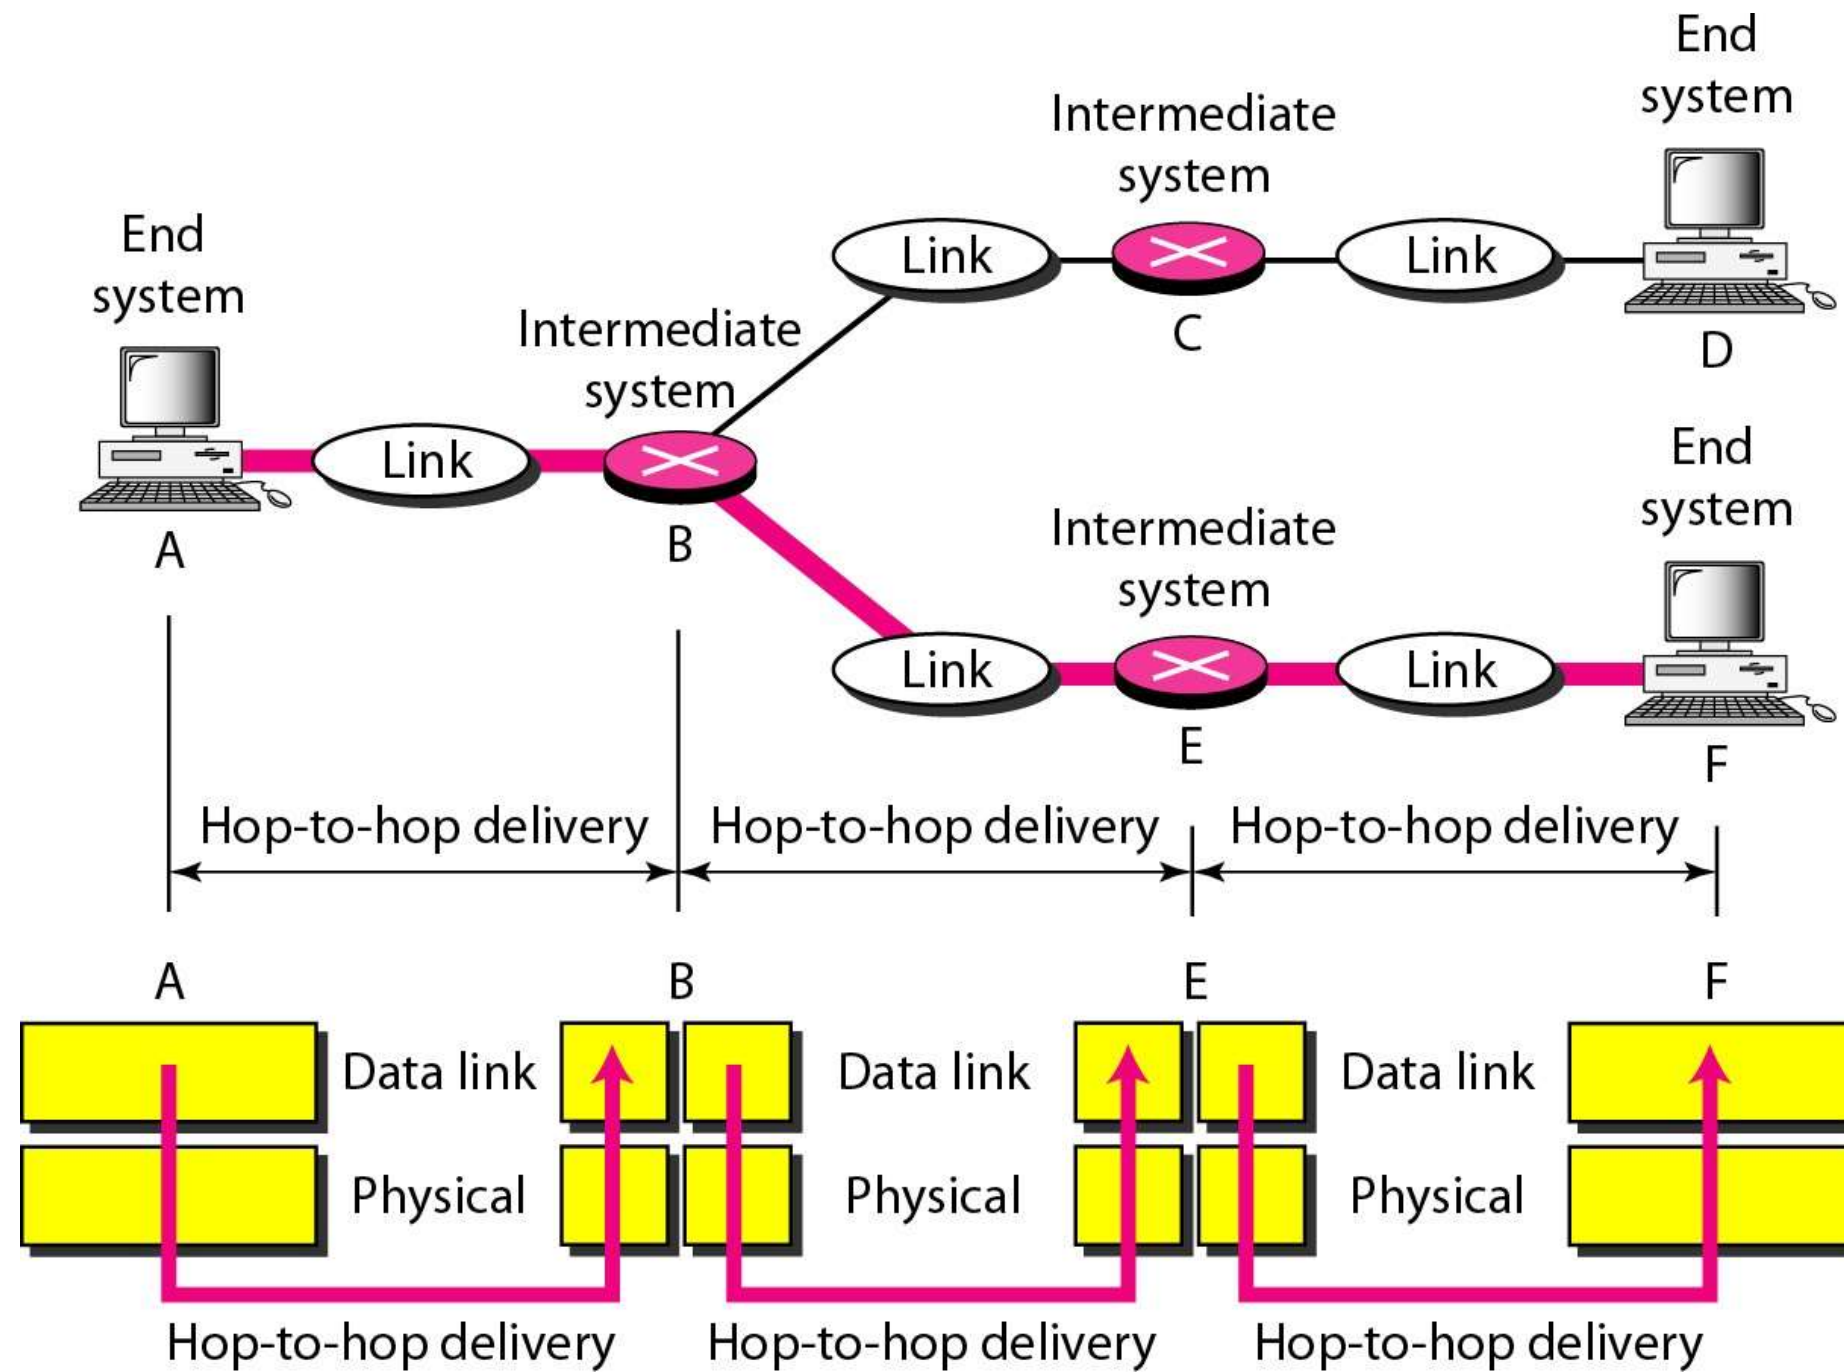 End
system
Intermediate
system
End
system
Link
Link
C
D
Intermediate
system
Link
A
B
End
system
Intermediate
system
Link
Link
E
F
Hop-to-hop delivery
Hop-to-hop delivery
Hop-to-hop delivery
A
B
E
F
Data link
Data link
Data link
Physical
Physical
Physical
Hop-to-hop delivery
Hop-to-hop delivery
Hop-to-hop delivery